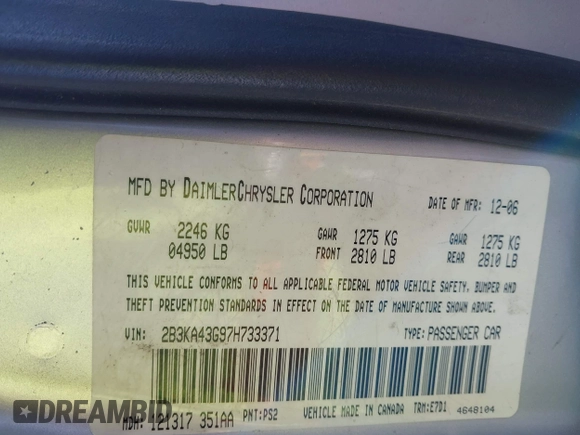 MFD BY DAIMLERCHRYSLER CORPORATION DATE OF MFR: 12-06
GVWR 2246 KG GAWR 1275 KG GAWR 1275 KG
04950 LB FRONT 2810 LB REAR 2810 LB
THIS VEHICLE CONFORMS TO ALL APPLICABLE FEDERAL MOTOR VEHICLE SAFETY, BUMPER AND
THEFT PREVENTION STANDARDS IN EFFECT ON THE DATE OF MANUFACTURE SHOWN ABOVE.
VIN: 2B3KA43G97H733371 TYPE: PASSENGER CAR
MDH: 121317 351AA PNT: PS2 VEHICLE MADE IN CANADA TRM: E7D1 4648104
DREAMBID